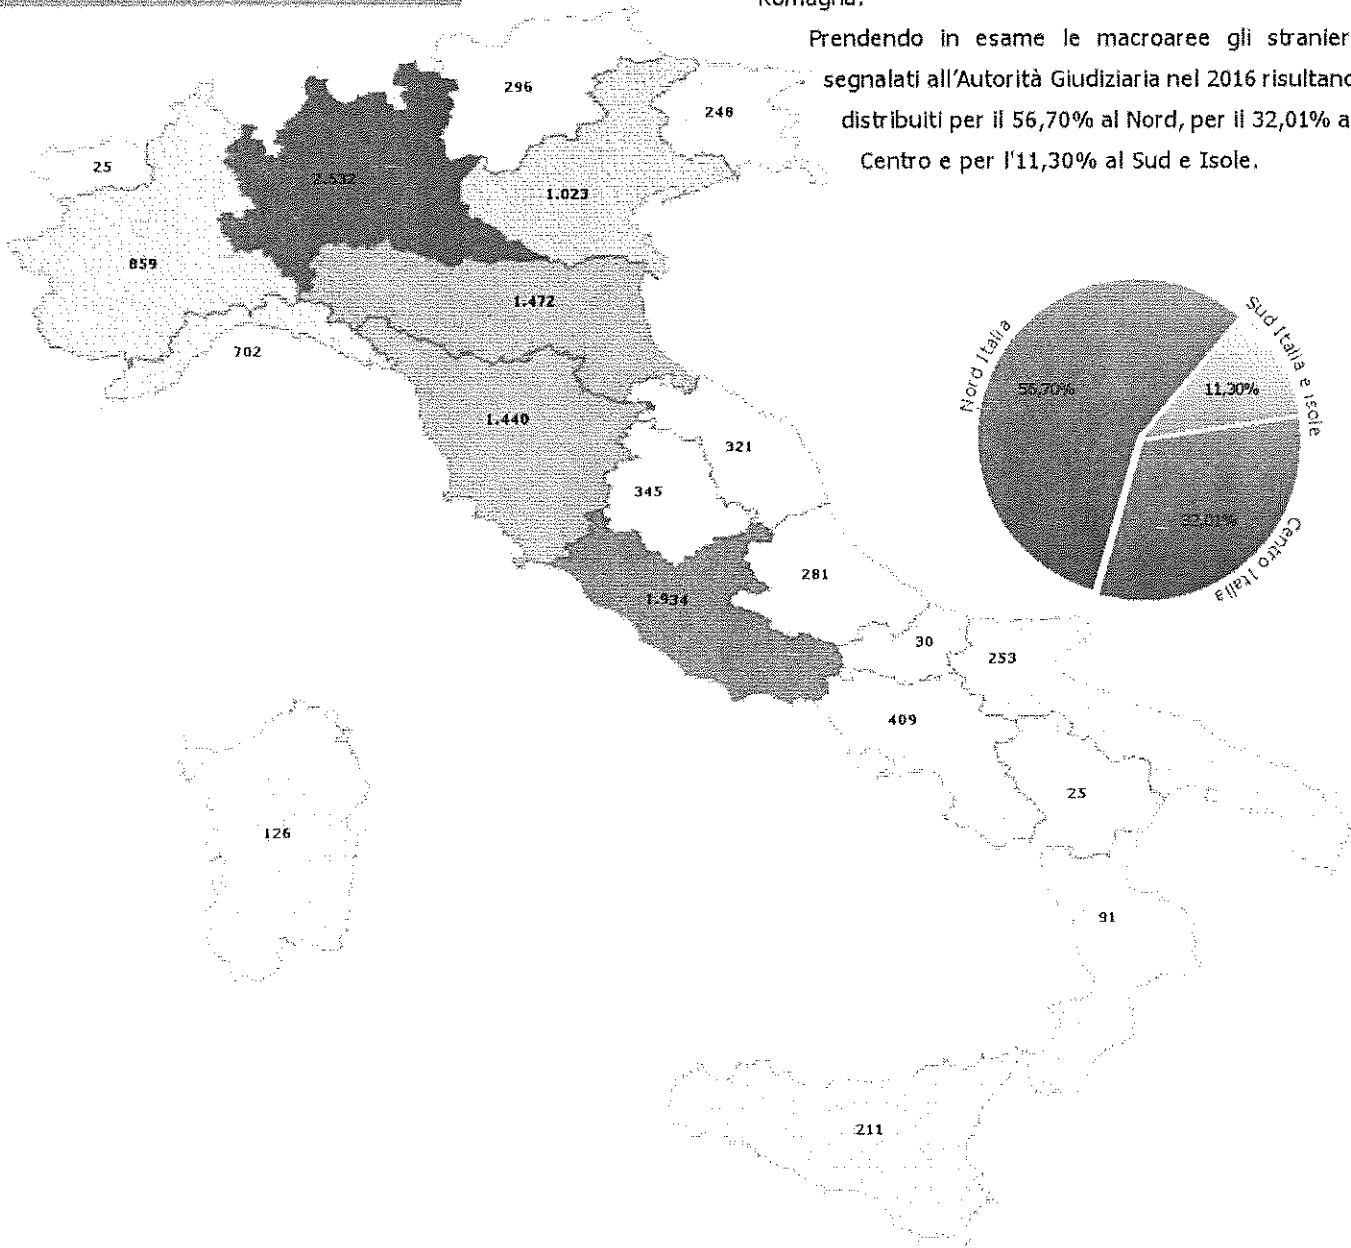 Romagna.
Prendendo in esame le macroaree gli stranier
segnalati all'Autorità Giudiziaria nel 2016 risultano
distribuiti per il 56,70% al Nord, per il 32,01% a
Centro e per l'11,30% al Sud e Isole.
296
248
25
2.532
1.023
859
1.472
702
1.440
321
345
281
1.934
30
253
409
25
126
91
211
Nord Italia
56,70%
Sud Italia e isole
11,30%
32,01%
Centro Italia